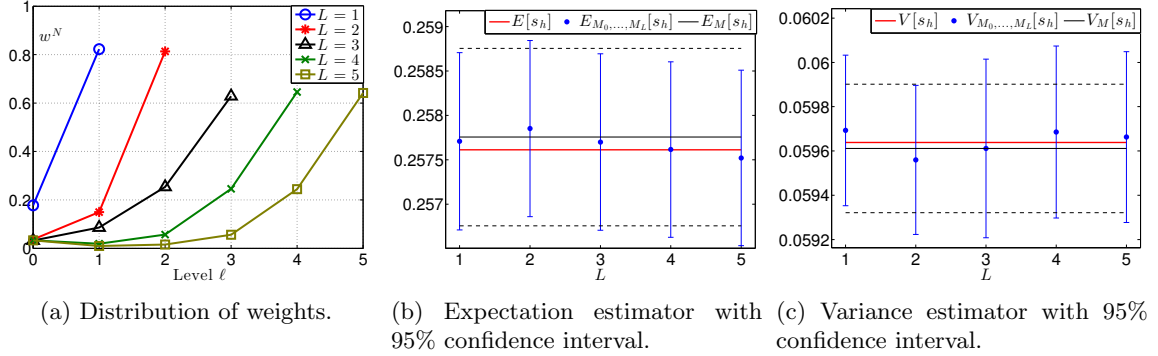 w^N
L = 1
L = 2
L = 3
L = 4
L = 5
1
0.8
0.6
0.4
0.2
0
0 1 2 3 4 5
Level ℓ
(a) Distribution of weights.
E[s_h] E_{M_0,...,M_L}[s_h] E_M[s_h]
0.2585
0.258
0.2575
0.257
1 2 3 4 5
L
(b) Expectation estimator with
95% confidence interval.
V[s_h] V_{M_0,...,M_L}[s_h] V_M[s_h]
0.0602
0.06
0.0598
0.0596
0.0594
0.0592
1 2 3 4 5
L
(c) Variance estimator with 95%
confidence interval.